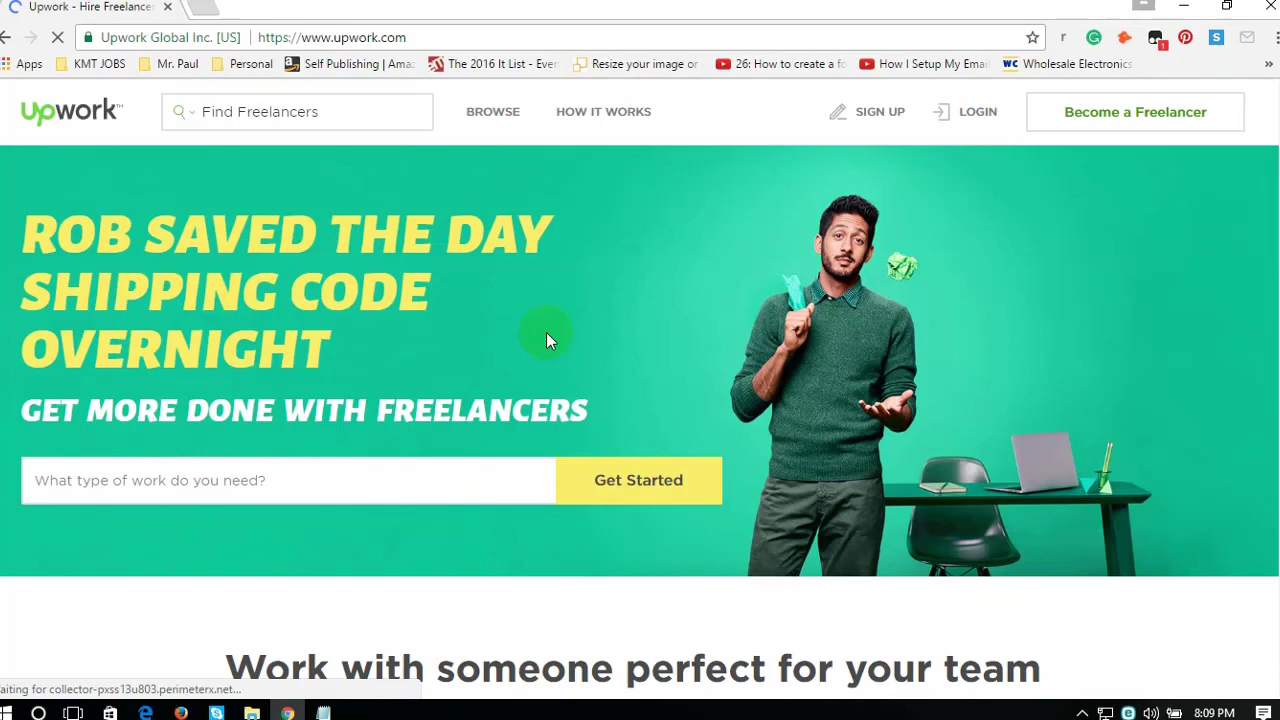 Upwork - Hire Freelancer
Upwork Global Inc. [US] https://www.upwork.com
Apps KMT JOBS Mr. Paul Personal Self Publishing | Ama The 2016 It List - Even Resize your image or 26: How to create a fo How I Setup My Email Wholesale Electronics
upwork™ Find Freelancers BROWSE HOW IT WORKS SIGN UP LOGIN Become a Freelancer
ROB SAVED THE DAY
SHIPPING CODE
OVERNIGHT
GET MORE DONE WITH FREELANCERS
What type of work do you need? Get Started
Work with someone perfect for your team
aiting for collector-pxss13u803.perimeterx.net...
8:09 PM